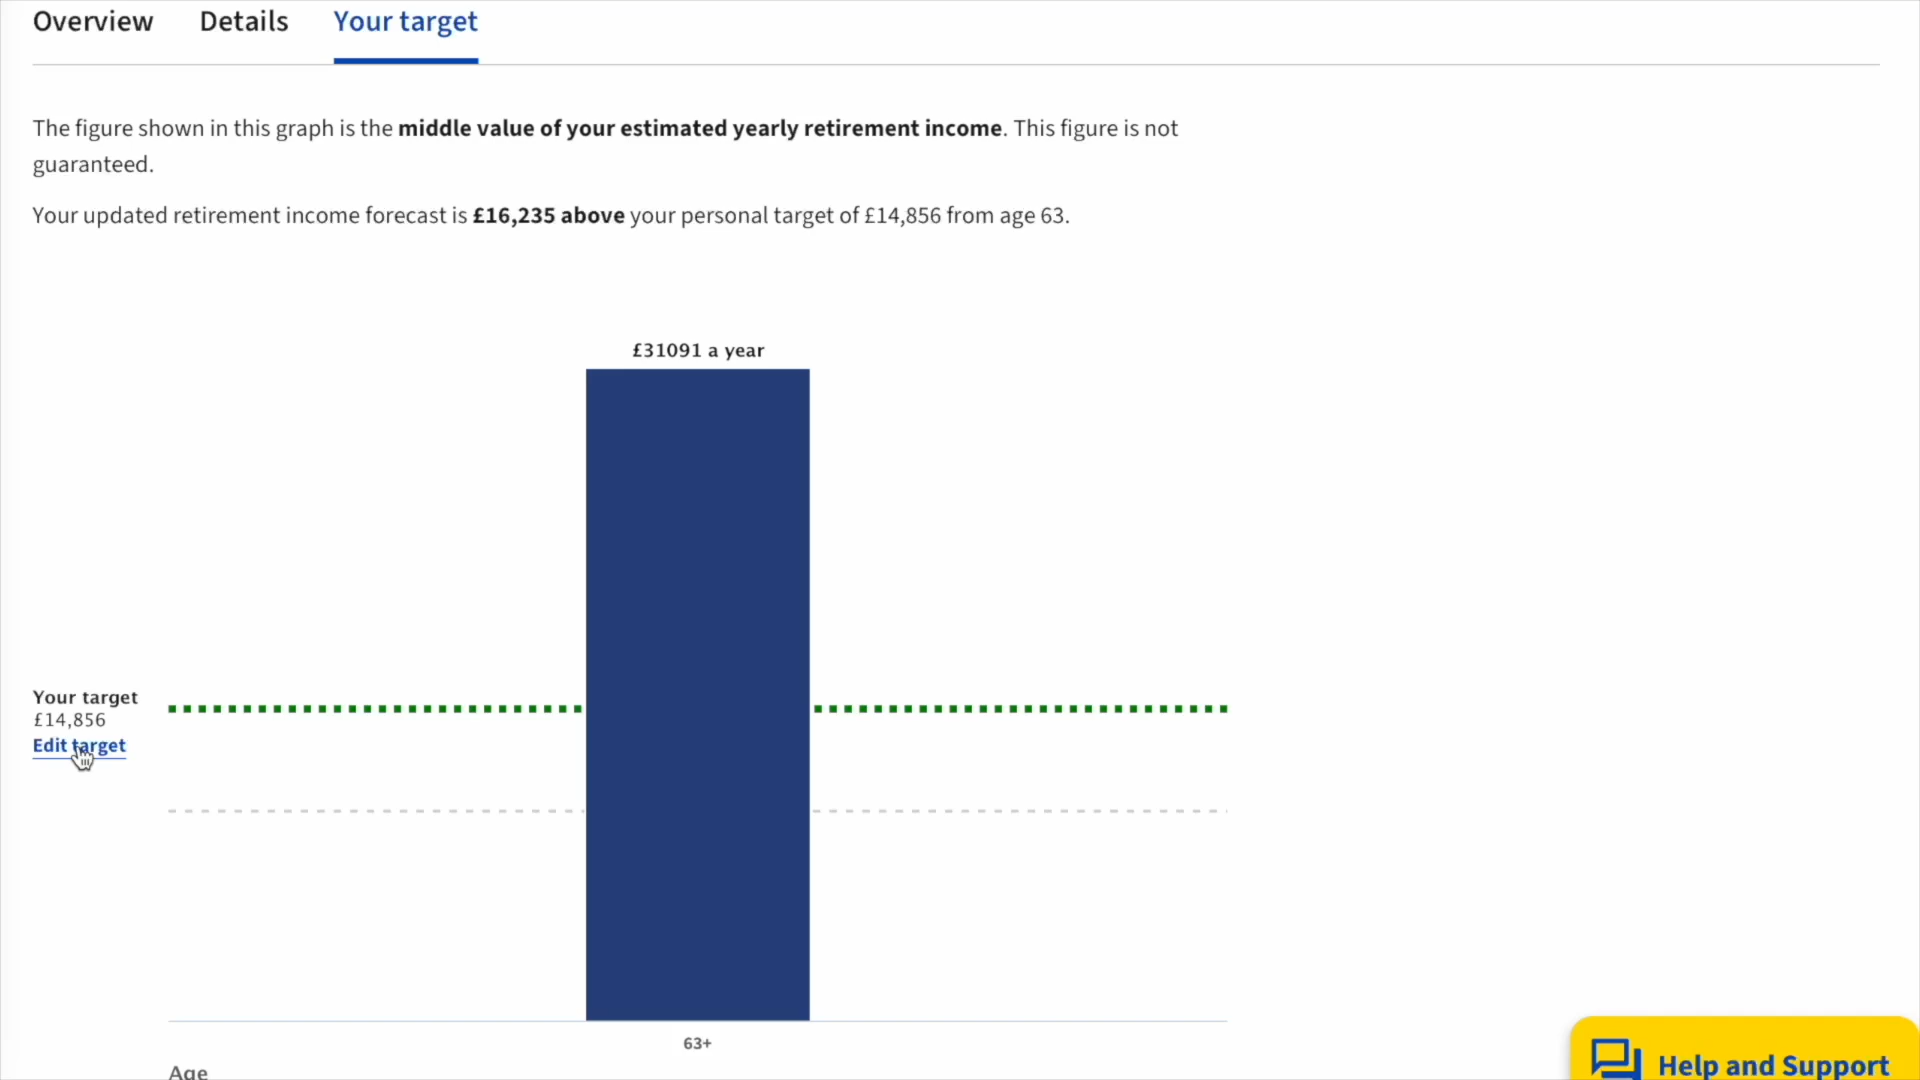 Overview Details Your target
The figure shown in this graph is the middle value of your estimated yearly retirement income. This figure is not
guaranteed.
Your updated retirement income forecast is £16,235 above your personal target of £14,856 from age 63.
£31091 a year
Your target
£14,856
Edit target
63+
Age
Help and Support